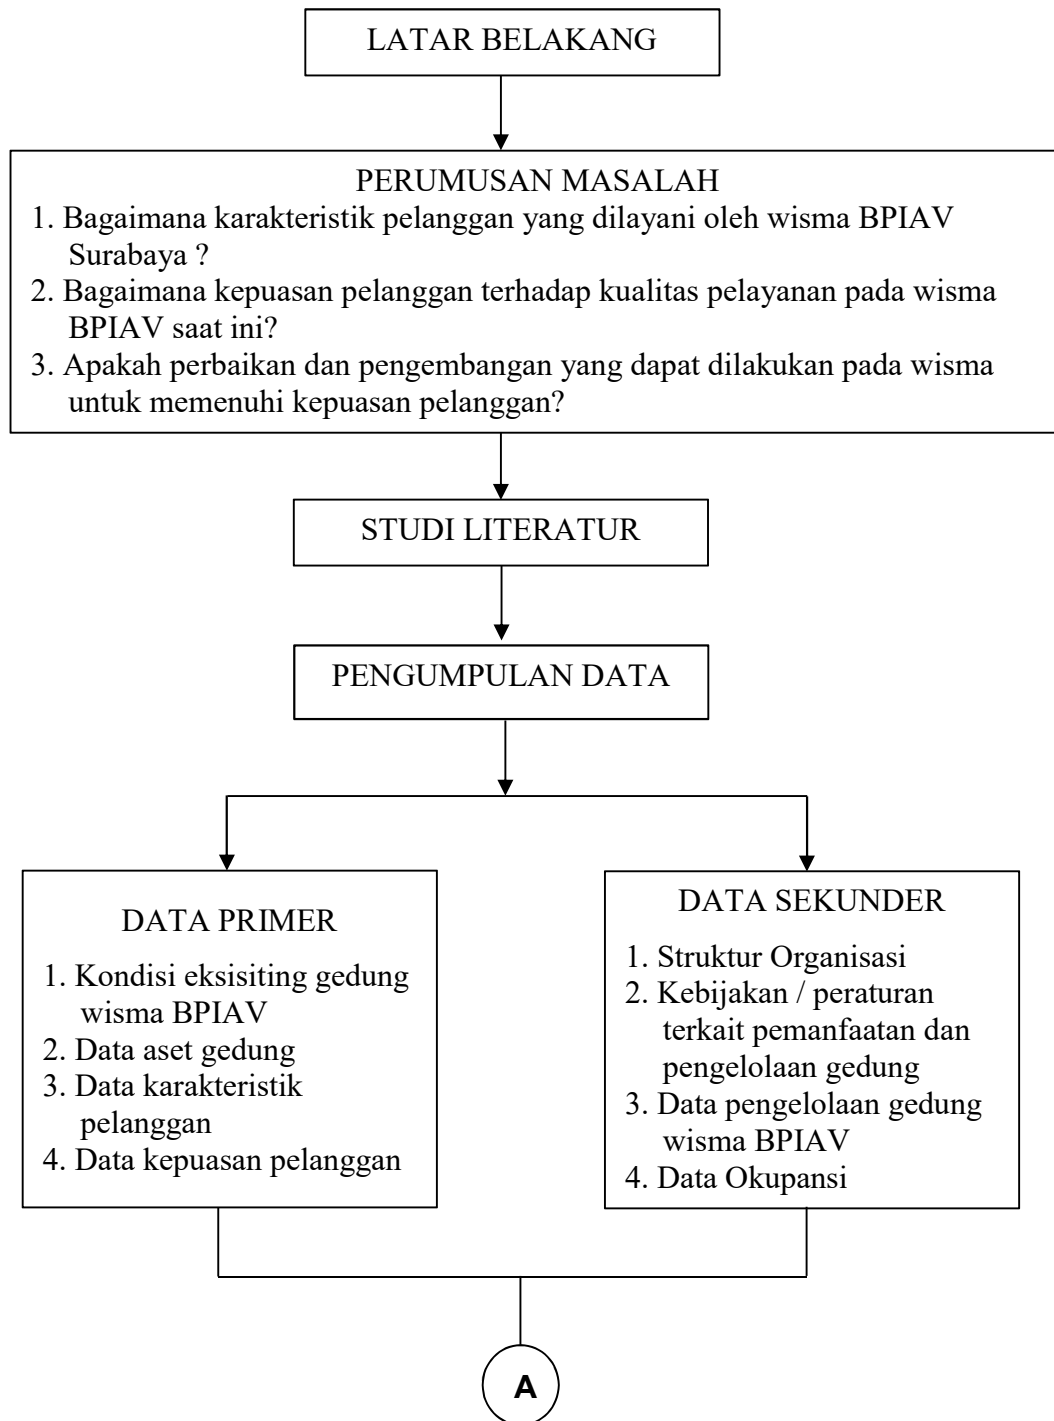 LATAR BELAKANG
PERUMUSAN MASALAH
1. Bagaimana karakteristik pelanggan yang dilayani oleh wisma BPIAV
Surabaya ?
2. Bagaimana kepuasan pelanggan terhadap kualitas pelayanan pada wisma
BPIAV saat ini?
3. Apakah perbaikan dan pengembangan yang dapat dilakukan pada wisma
untuk memenuhi kepuasan pelanggan?
STUDI LITERATUR
PENGUMPULAN DATA
DATA PRIMER
1. Kondisi eksisiting gedung
wisma BPIAV
2. Data aset gedung
3. Data karakteristik
pelanggan
4. Data kepuasan pelanggan
DATA SEKUNDER
1. Struktur Organisasi
2. Kebijakan / peraturan
terkait pemanfaatan dan
pengelolaan gedung
3. Data pengelolaan gedung
wisma BPIAV
4. Data Okupansi
A